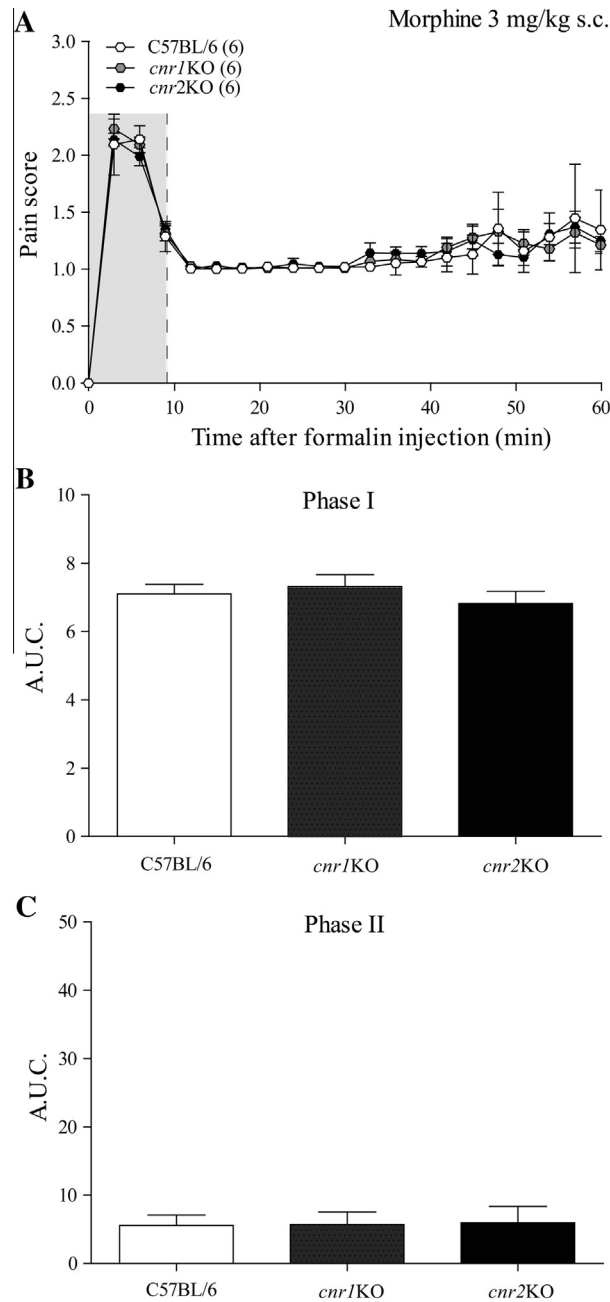 A
Morphine 3 mg/kg s.c.
C57BL/6 (6)
cnr1KO (6)
cnr2KO (6)
3.0
2.5
2.0
1.5
1.0
0.5
0.0
Pain score
0 10 20 30 40 50 60
Time after formalin injection (min)
B
Phase I
10
8
6
4
2
0
A.U.C.
C57BL/6 cnr1KO cnr2KO
C
Phase II
50
40
30
20
10
0
A.U.C.
C57BL/6 cnr1KO cnr2KO